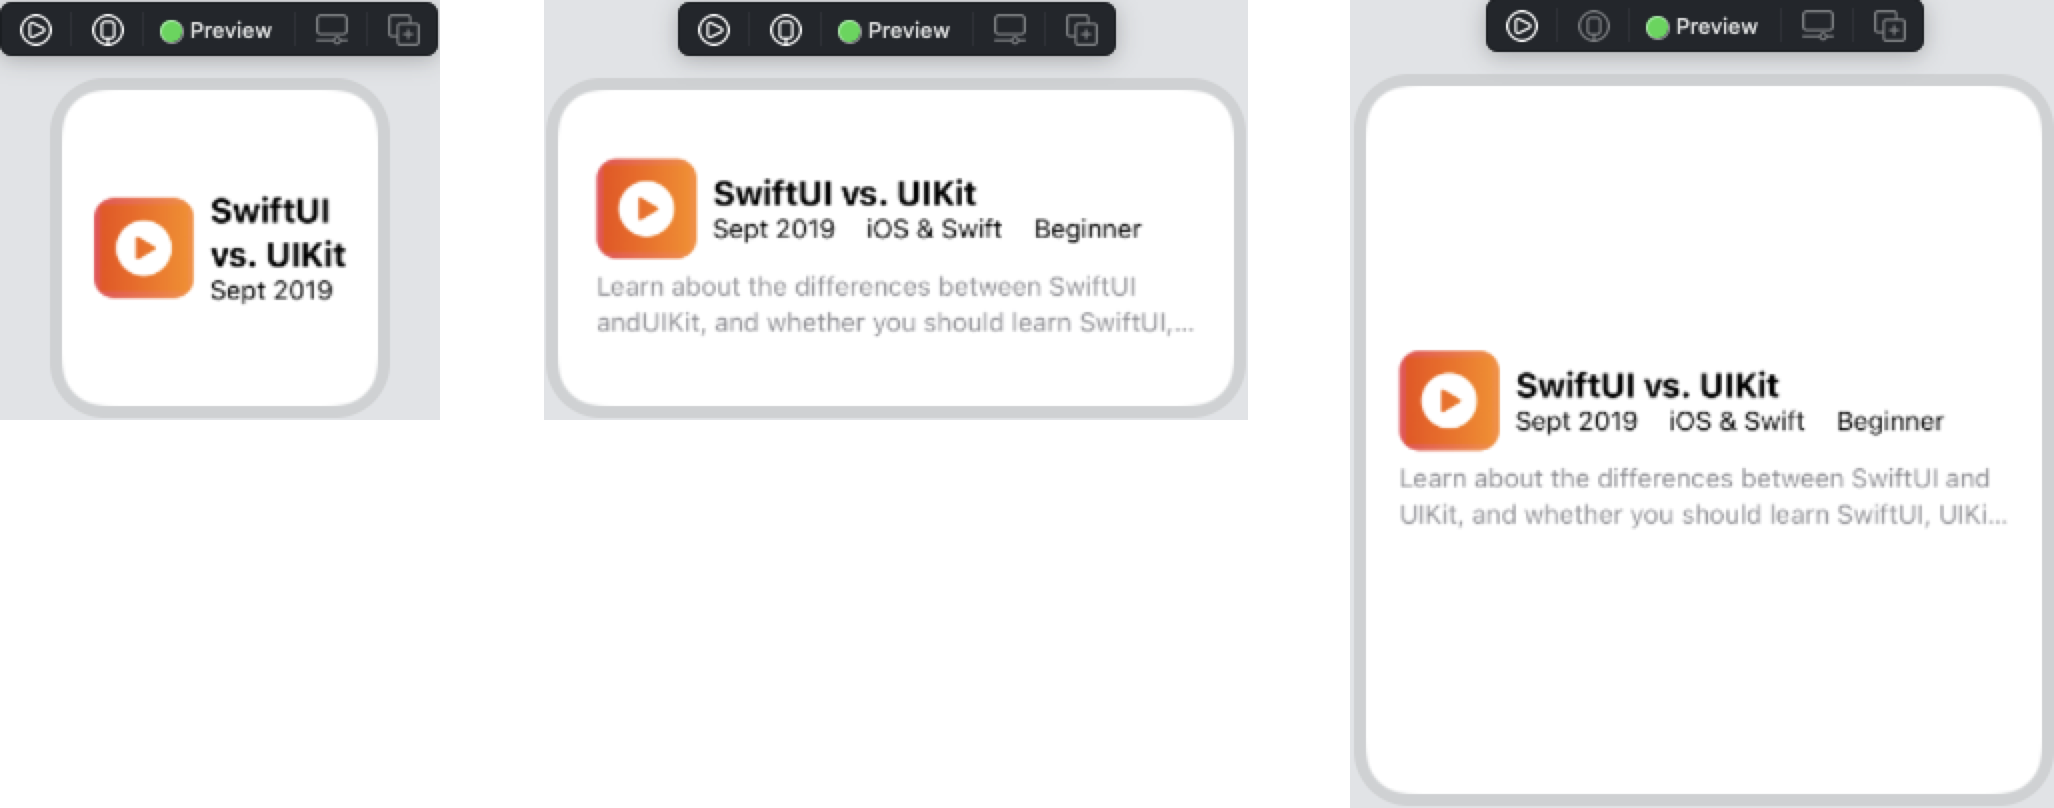 Preview
SwiftUI
vs. UIKit
Sept 2019
Preview
SwiftUI vs. UIKit
Sept 2019 iOS & Swift Beginner
Learn about the differences between SwiftUI
andUIKit, and whether you should learn SwiftUI,...
Preview
SwiftUI vs. UIKit
Sept 2019 iOS & Swift Beginner
Learn about the differences between SwiftUI and
UIKit, and whether you should learn SwiftUI, UIKi...